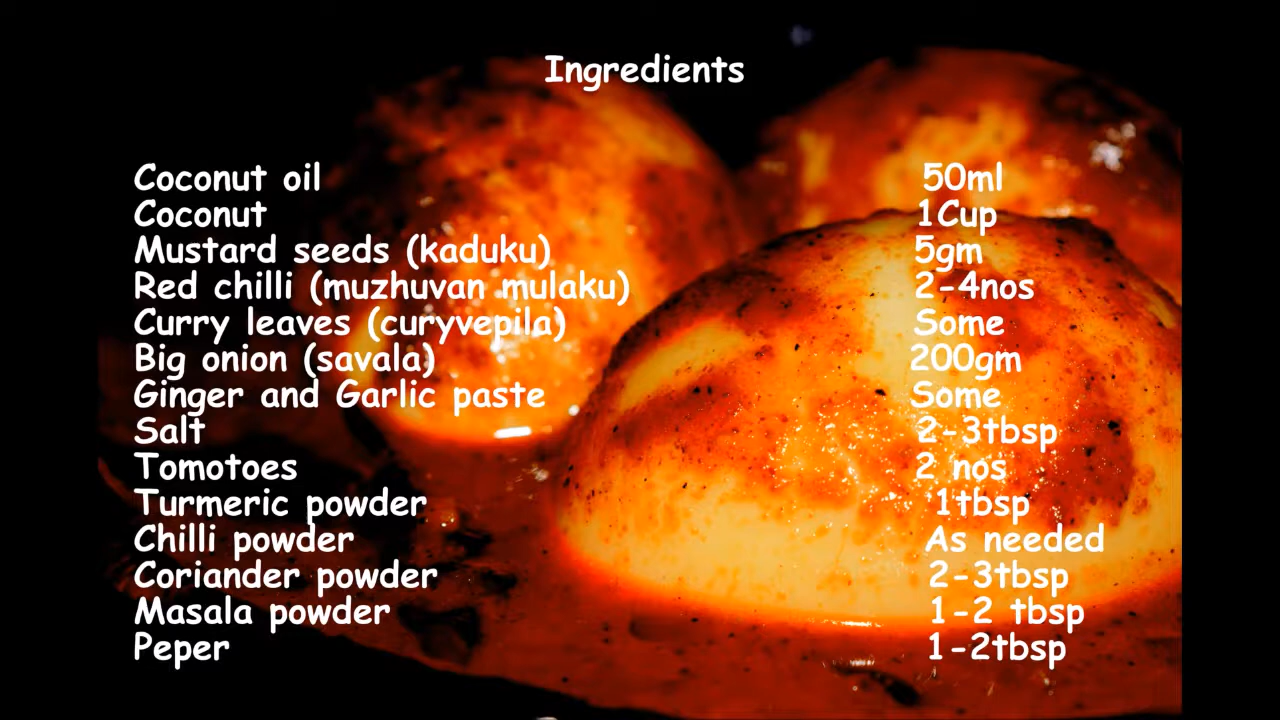 Ingredients
Coconut oil 50ml
Coconut 1Cup
Mustard seeds (kaduku) 5gm
Red chilli (muzhuvan mulaku) 2-4nos
Curry leaves (curyvepila) Some
Big onion (savala) 200gm
Ginger and Garlic paste Some
Salt 2-3tbsp
Tomotoes 2 nos
Turmeric powder 1tbsp
Chilli powder As needed
Coriander powder 2-3tbsp
Masala powder 1-2 tbsp
Peper 1-2tbsp